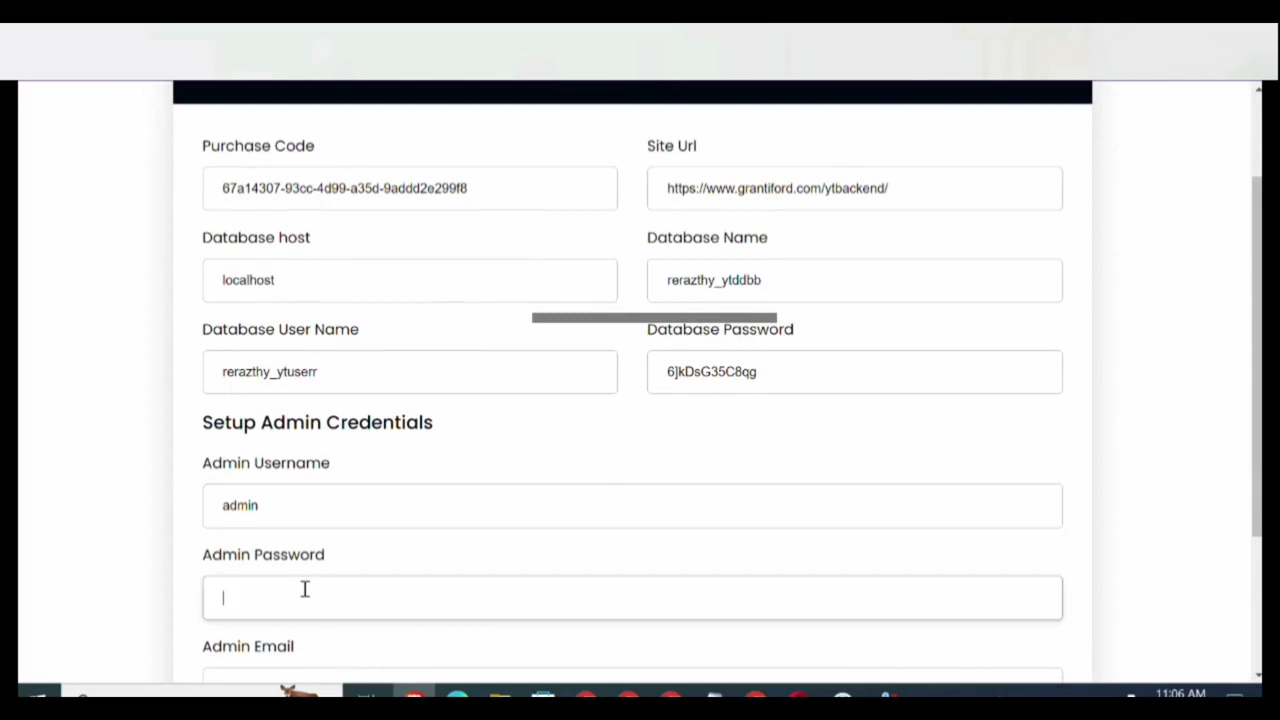 Purchase Code
Site Url
67a14307-93cc-4d99-a35d-9addd2e299f8
https://www.grantiford.com/ytbackend/
Database host
Database Name
localhost
rerazthy_ytddbb
Database User Name
Database Password
rerazthy_ytuserr
6]kDsG35C8qg
Setup Admin Credentials
Admin Username
admin
Admin Password
Admin Email
11:06 AM